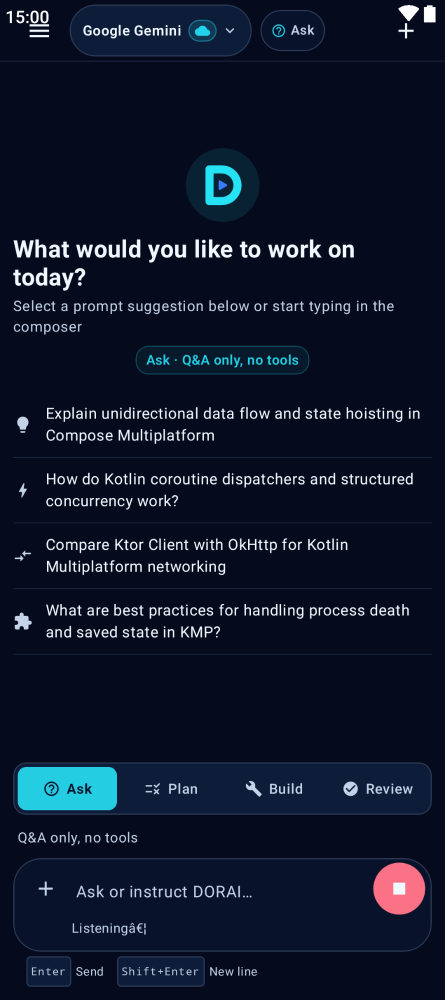 15:00
Google Gemini
Ask
What would you like to work on
today?
Select a prompt suggestion below or start typing in the
composer
Ask · Q&A only, no tools
Explain unidirectional data flow and state hoisting in
Compose Multiplatform
How do Kotlin coroutine dispatchers and structured
concurrency work?
Compare Ktor Client with OkHttp for Kotlin
Multiplatform networking
What are best practices for handling process death
and saved state in KMP?
Ask
Plan
Build
Review
Q&A only, no tools
Ask or instruct DORAI…
Listeningâ€¦
Enter Send Shift+Enter New line